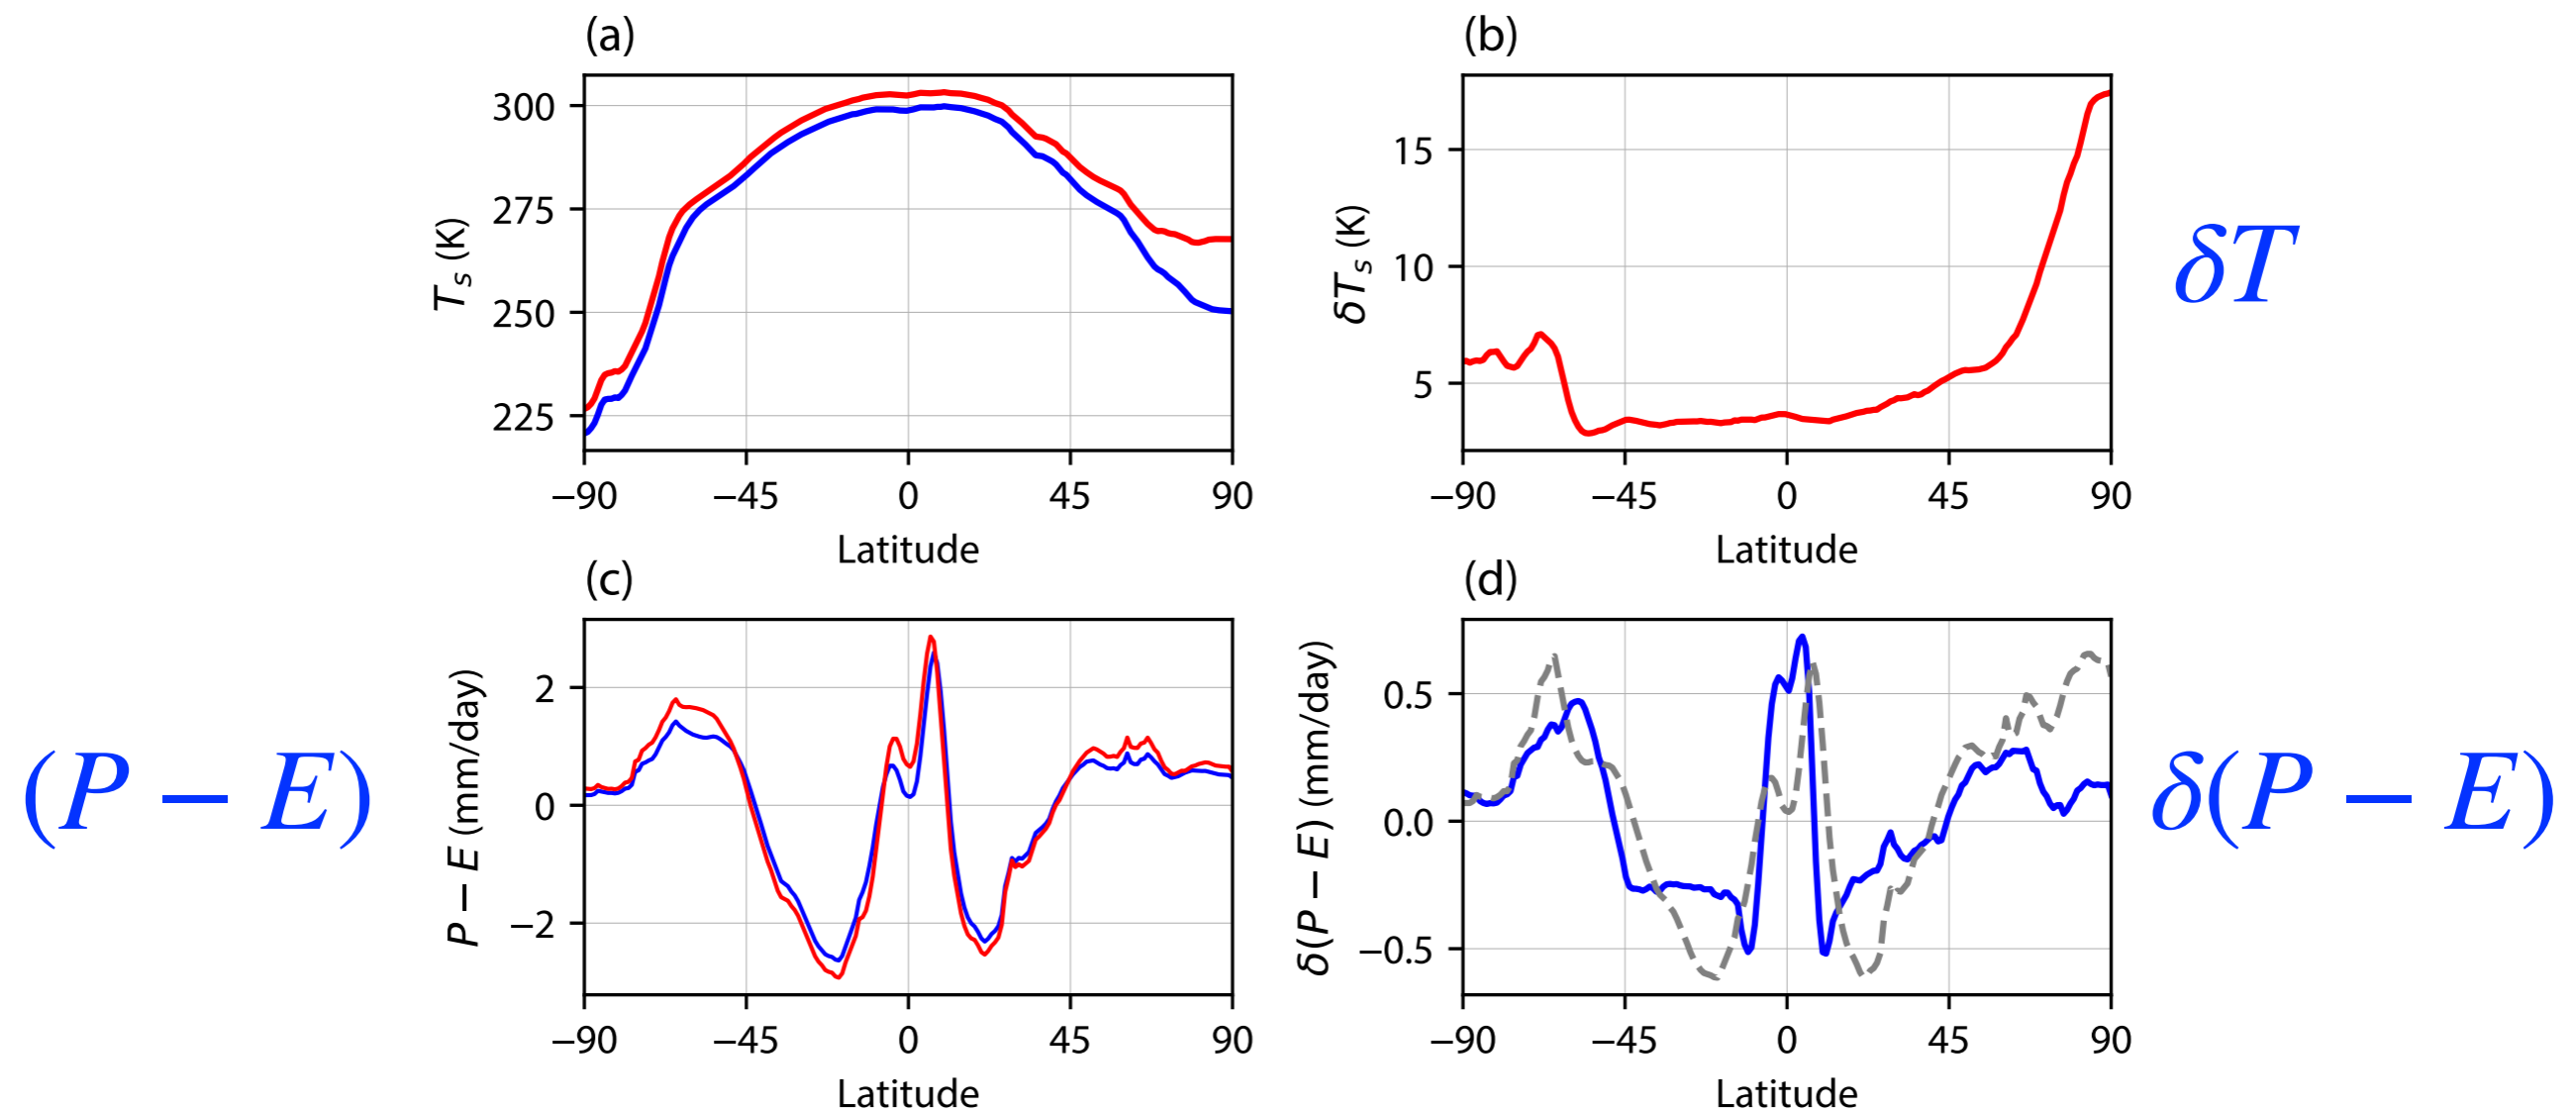 (a)
300
275
250
225
T_s (K)
−90 −45 0 45 90
Latitude
(b)
15
10
5
δT_s (K)
−90 −45 0 45 90
Latitude
δT
(P − E)
(c)
2
0
−2
P − E (mm/day)
−90 −45 0 45 90
Latitude
(d)
0.5
0.0
−0.5
δ(P − E) (mm/day)
−90 −45 0 45 90
Latitude
δ(P − E)